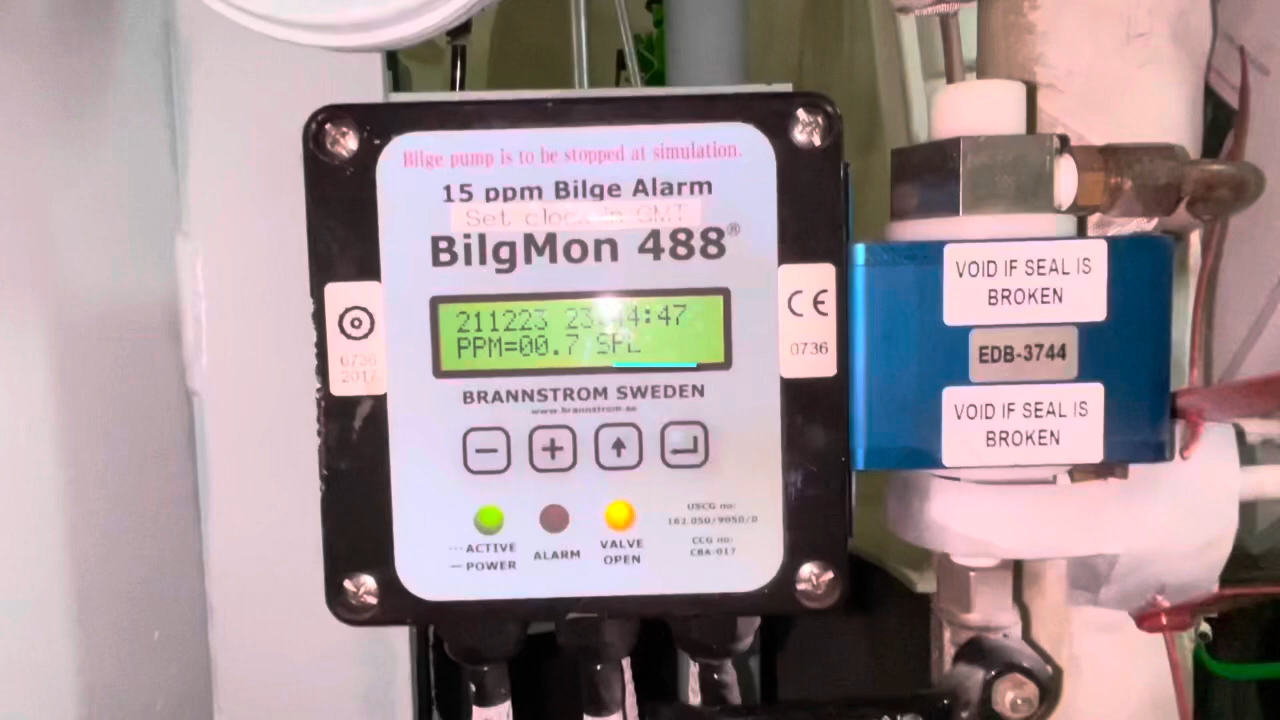 Bilge pump is to be stopped at simulation.
15 ppm Bilge Alarm
Set clock in GMT
BilgMon 488®
211223 23 4:47
PPM=00.7 SPL
BRANNSTROM SWEDEN
www.brannstrom.se
ACTIVE
POWER
ALARM
VALVE
OPEN
USCG no:
162.050/9050/0
CCG no:
CBA-017
0736
2017
CE
0736
VOID IF SEAL IS
BROKEN
EDB-3744
VOID IF SEAL IS
BROKEN